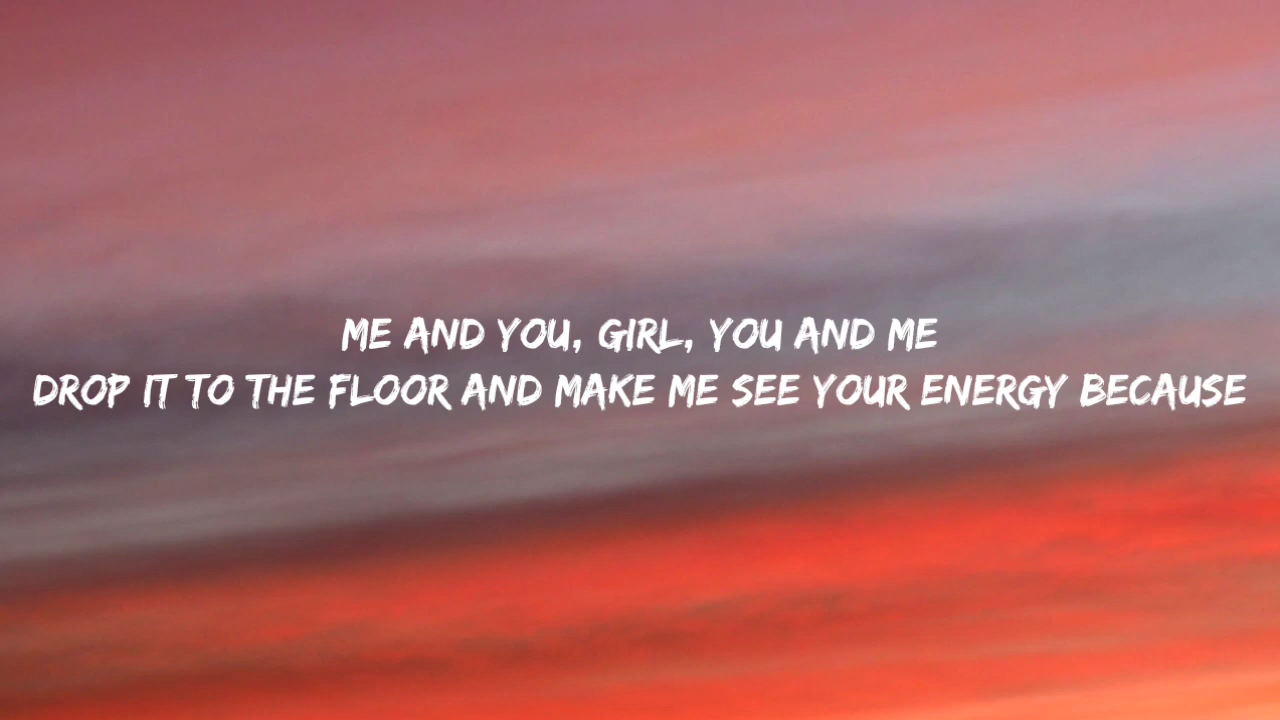 ME AND YOU, GIRL, YOU AND ME
DROP IT TO THE FLOOR AND MAKE ME SEE YOUR ENERGY BECAUSE